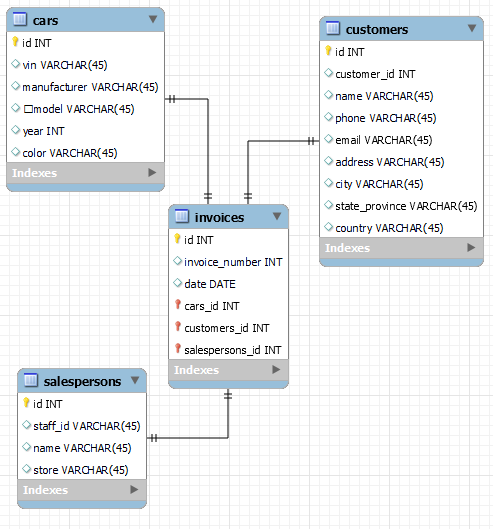 cars
id INT
vin VARCHAR(45)
manufacturer VARCHAR(45)
□model VARCHAR(45)
year INT
color VARCHAR(45)
Indexes
customers
id INT
customer_id INT
name VARCHAR(45)
phone VARCHAR(45)
email VARCHAR(45)
address VARCHAR(45)
city VARCHAR(45)
state_province VARCHAR(45)
country VARCHAR(45)
Indexes
invoices
id INT
invoice_number INT
date DATE
cars_id INT
customers_id INT
salespersons_id INT
Indexes
salespersons
id INT
staff_id VARCHAR(45)
name VARCHAR(45)
store VARCHAR(45)
Indexes